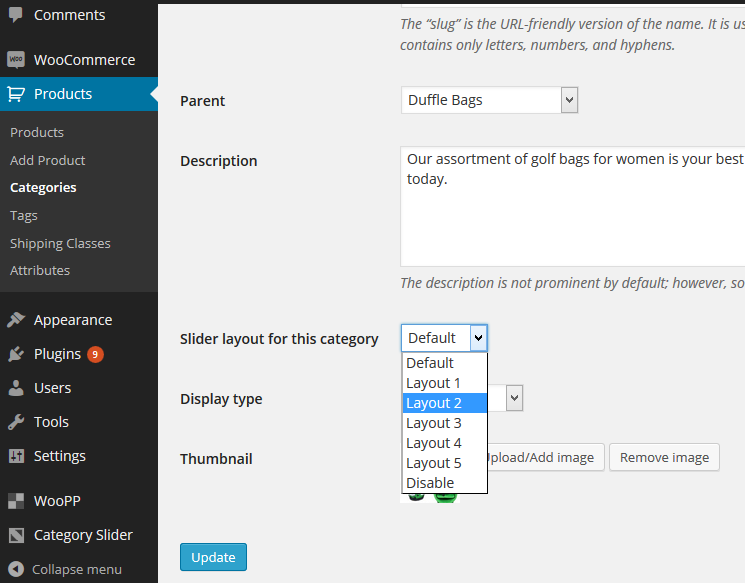 Comments
WOO WooCommerce
Products
Products
Add Product
Categories
Tags
Shipping Classes
Attributes
Appearance
Plugins 9
Users
Tools
Settings
WooPP
Category Slider
Collapse menu
The “slug” is the URL-friendly version of the name. It is us
contains only letters, numbers, and hyphens.
Parent
Duffle Bags
Description
Our assortment of golf bags for women is your best
today.
The description is not prominent by default; however, so
Slider layout for this category
Default
Default
Layout 1
Layout 2
Layout 3
Layout 4
Layout 5
Disable
Display type
Thumbnail
pload/Add image
Remove image
Update